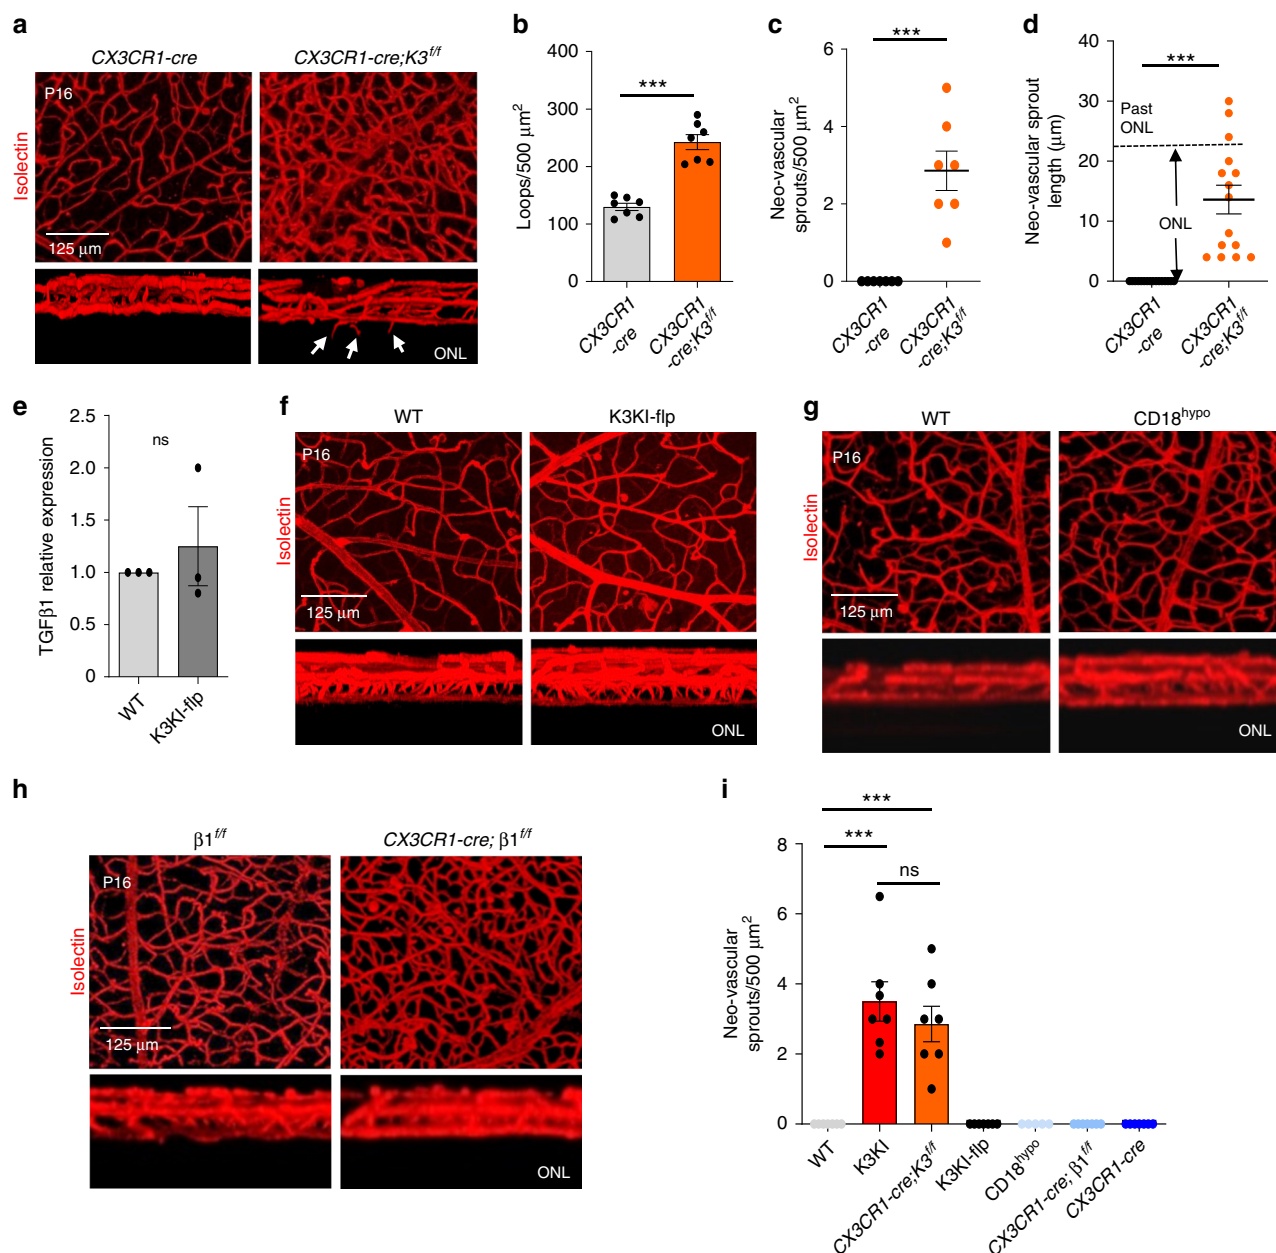 a
CX3CR1-cre
CX3CR1-cre;K3f/f
P16
Isolectin
125 μm
ONL
b
Loops/500 μm²
400
300
200
100
0
***
CX3CR1
-cre
CX3CR1
-cre;K3f/f
c
Neo-vascular
sprouts/500 μm²
6
4
2
0
***
CX3CR1
-cre
CX3CR1
-cre;K3f/f
d
Neo-vascular sprout
length (μm)
40
30
20
10
0
***
Past
ONL
ONL
CX3CR1
-cre
CX3CR1
-cre;K3f/f
e
TGFβ1 relative expression
2.5
2.0
1.5
1.0
0.5
0
ns
WT
K3KI-flp
f
WT
K3KI-flp
P16
Isolectin
125 μm
ONL
g
WT
CD18hypo
P16
Isolectin
125 μm
ONL
h
β1f/f
CX3CR1-cre; β1f/f
P16
Isolectin
125 μm
ONL
i
Neo-vascular
sprouts/500 μm²
8
6
4
2
0
***
***
ns
WT
K3KI
CX3CR1-cre;K3f/f
K3KI-flp
CD18hypo
CX3CR1-cre; β1f/f
CX3CR1-cre